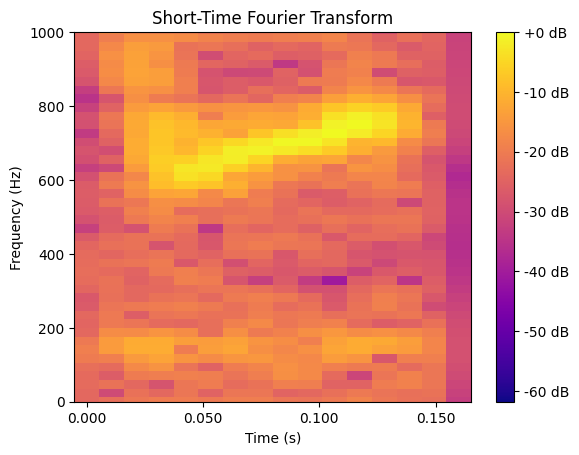 Short-Time Fourier Transform
1000
800
600
400
200
0
Frequency (Hz)
0.000
0.050
0.100
0.150
Time (s)
+0 dB
-10 dB
-20 dB
-30 dB
-40 dB
-50 dB
-60 dB